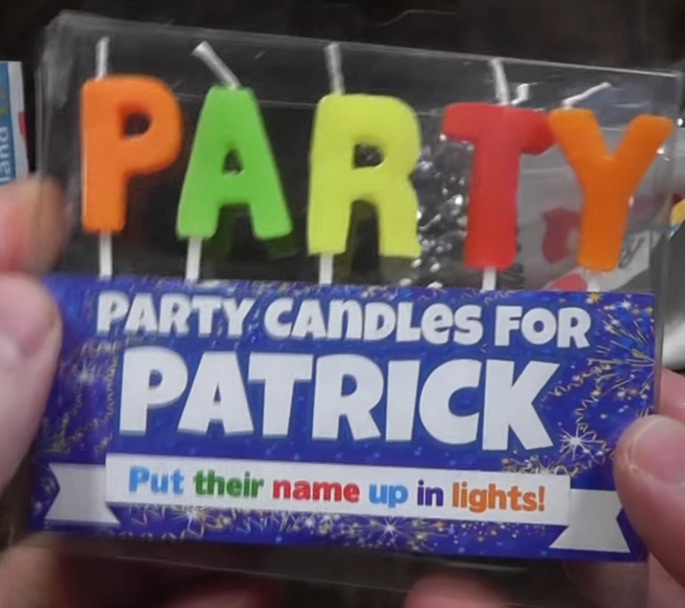 PARTY
PARTY CANDLES FOR
PATRICK
Put their name up in lights!